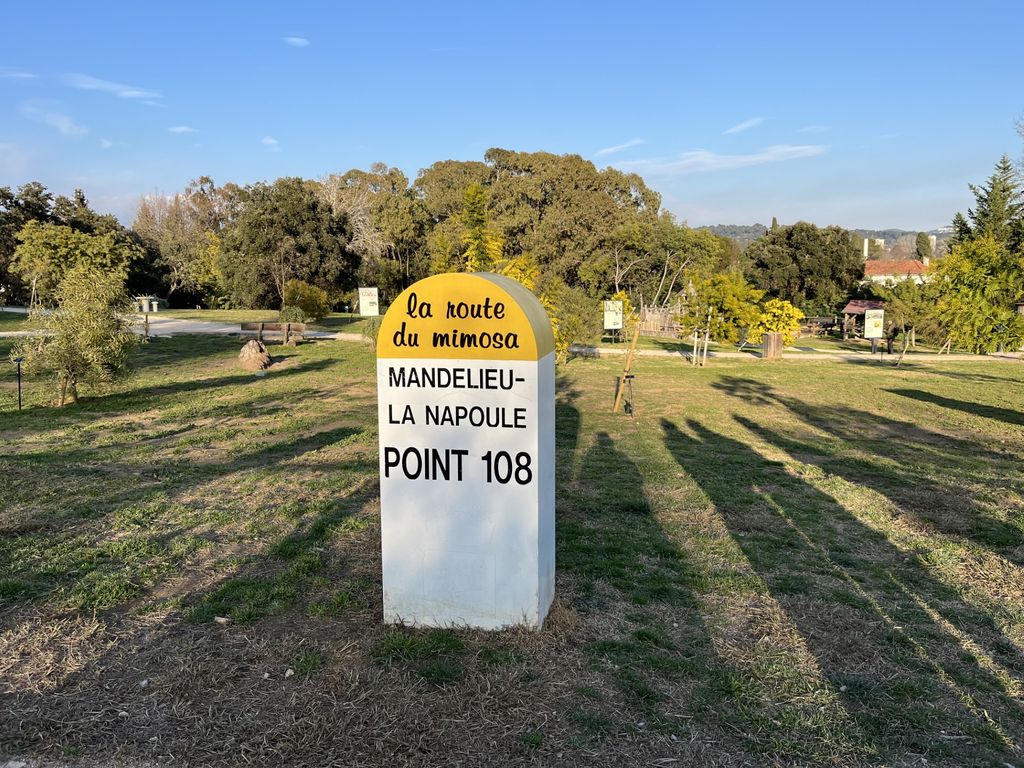 la route
du mimosa
MANDELIEU-
LA NAPOULE
POINT 108